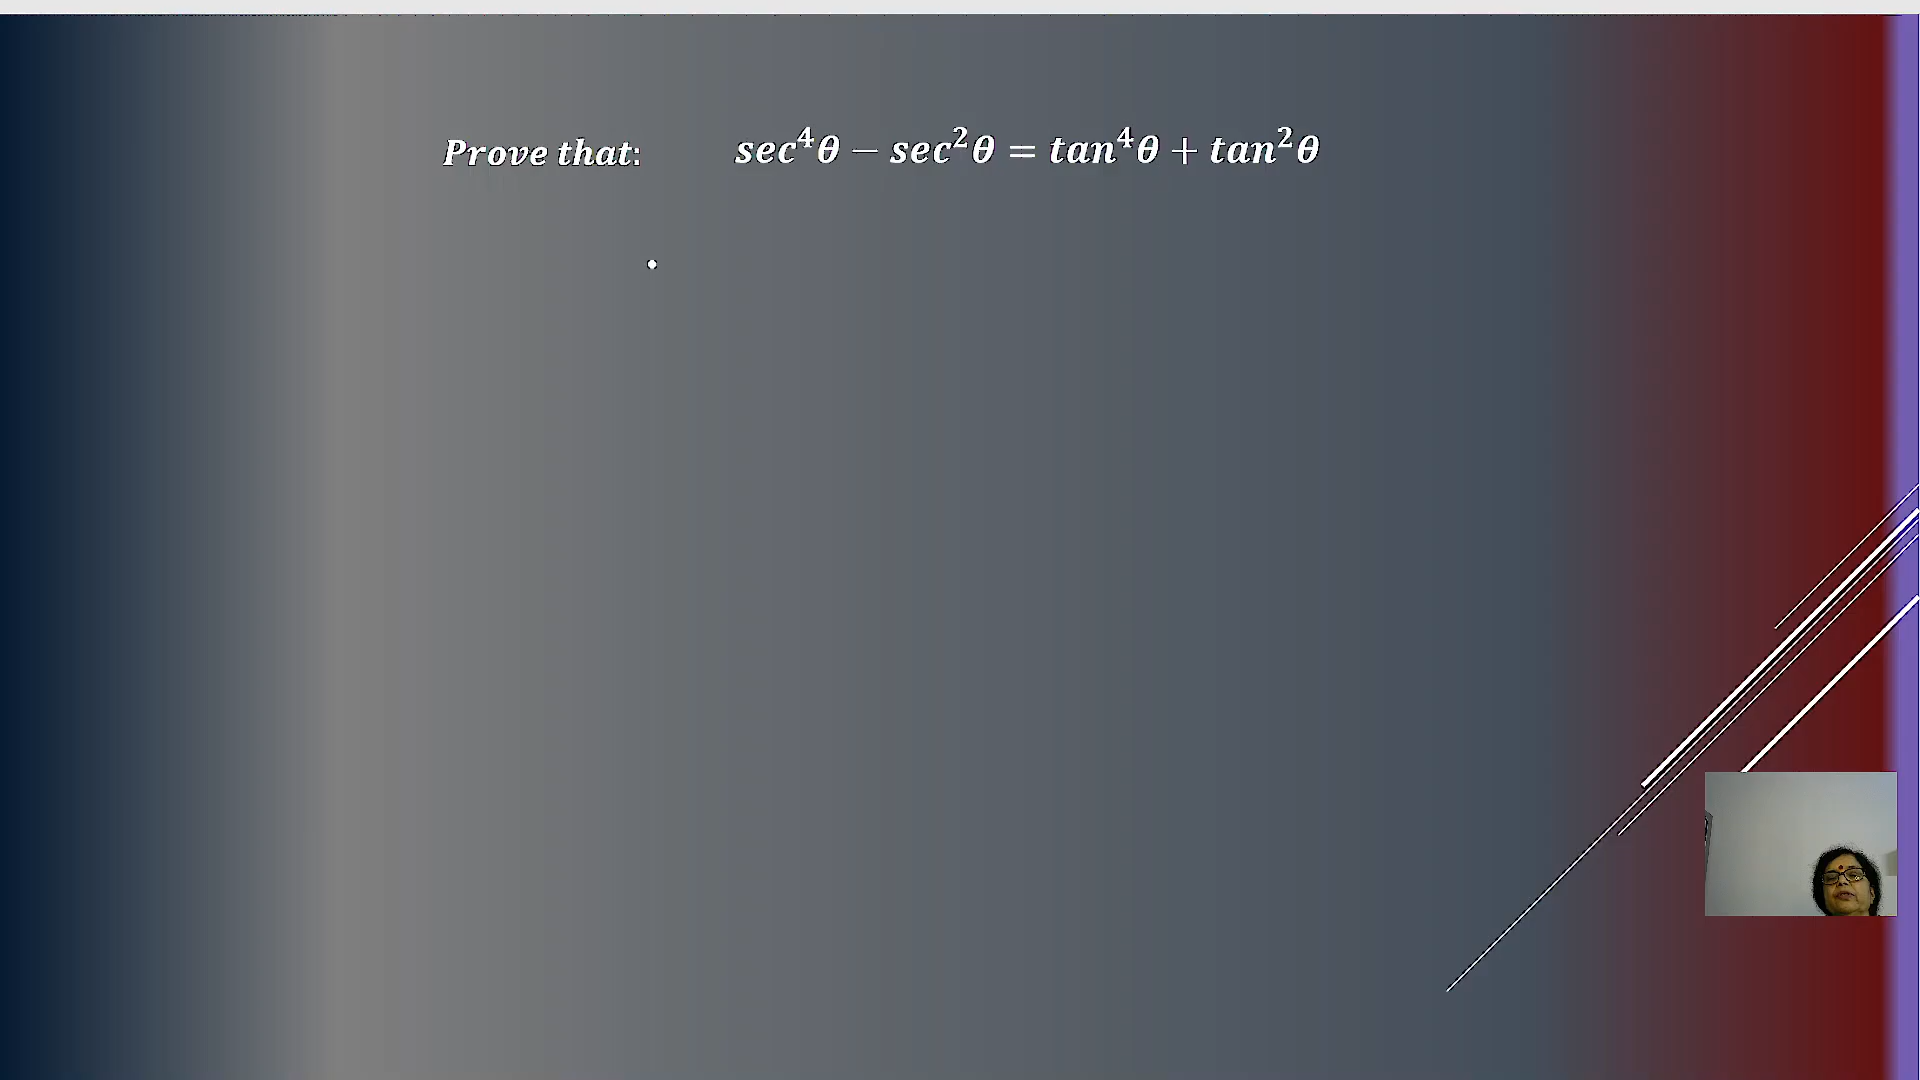 Prove that: sec⁴θ − sec²θ = tan⁴θ + tan²θ